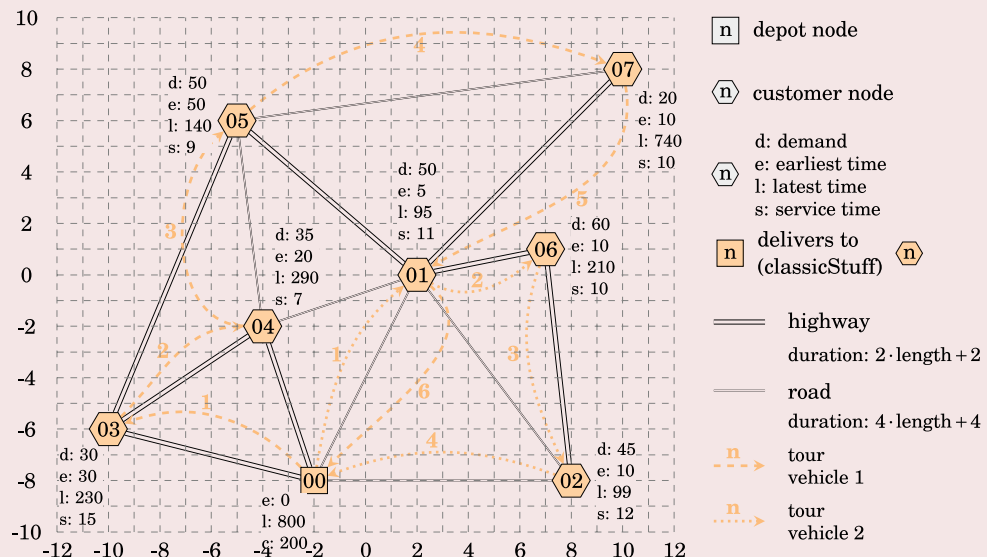 10
8
6
4
2
0
-2
-4
-6
-8
-10
-12
-10
-8
-6
-4
-2
0
2
4
6
8
10
12
05
d: 50
e: 50
l: 140
s: 9
07
d: 20
e: 10
l: 740
s: 10
01
d: 50
e: 5
l: 95
s: 11
06
d: 60
e: 10
l: 210
s: 10
04
d: 35
e: 20
l: 290
s: 7
03
d: 30
e: 30
l: 230
s: 15
00
e: 0
l: 800
c: 200
02
d: 45
e: 10
l: 99
s: 12
1
2
3
4
5
6
1
2
3
4
n depot node
n customer node
n
d: demand
e: earliest time
l: latest time
s: service time
n delivers to n
(classicStuff)
highway
duration: 2·length+2
road
duration: 4·length+4
n tour
vehicle 1
n tour
vehicle 2